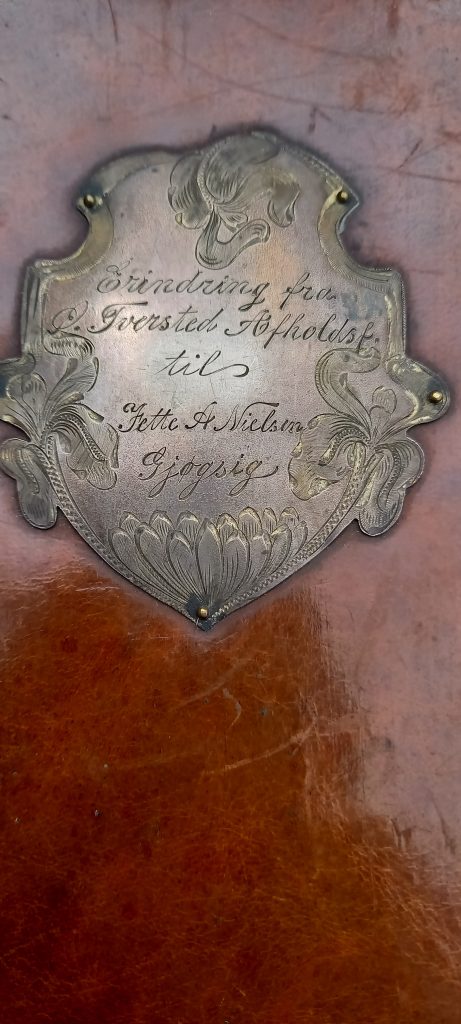 Erindring fra
O. Tversted Afholdsf.
til
Jette A Nielsen
Gjøgsig